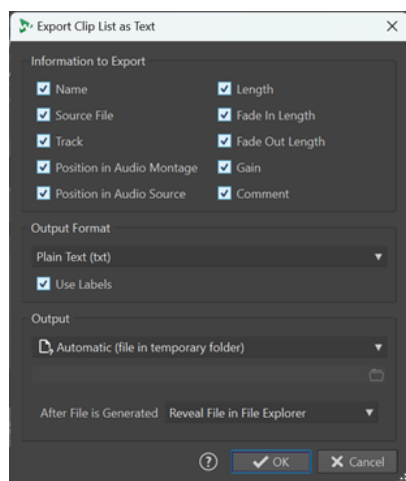 Export Clip List as Text
Information to Export
Name
Length
Source File
Fade In Length
Track
Fade Out Length
Position in Audio Montage
Gain
Position in Audio Source
Comment
Output Format
Plain Text (txt)
Use Labels
Output
Automatic (file in temporary folder)
After File is Generated Reveal File in File Explorer
? OK Cancel